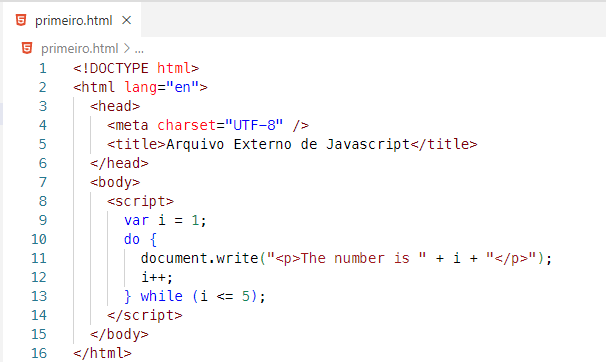 primeiro.html ×
primeiro.html > ...
1 <!DOCTYPE html>
2 <html lang="en">
3 <head>
4 <meta charset="UTF-8" />
5 <title>Arquivo Externo de Javascript</title>
6 </head>
7 <body>
8 <script>
9 var i = 1;
10 do {
11 document.write("<p>The number is " + i + "</p>");
12 i++;
13 } while (i <= 5);
14 </script>
15 </body>
16 </html>